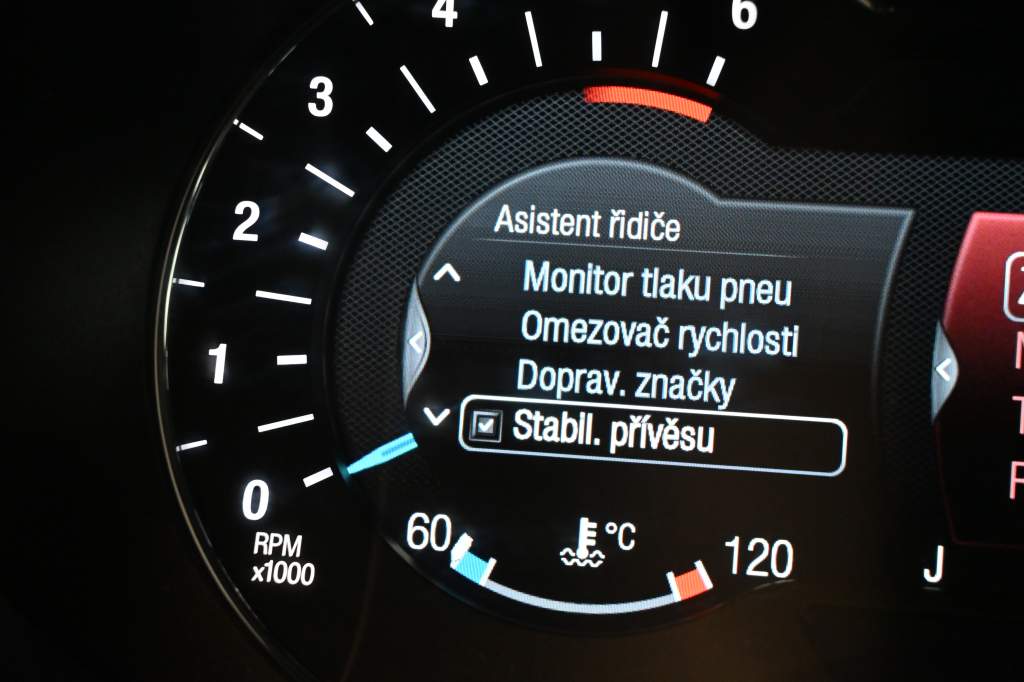 4
6
3
2
1
0
RPM
x1000
Asistent řidiče
Monitor tlaku pneu
Omezovač rychlosti
Doprav. značky
Stabil. přívěsu
60
°C
120
J